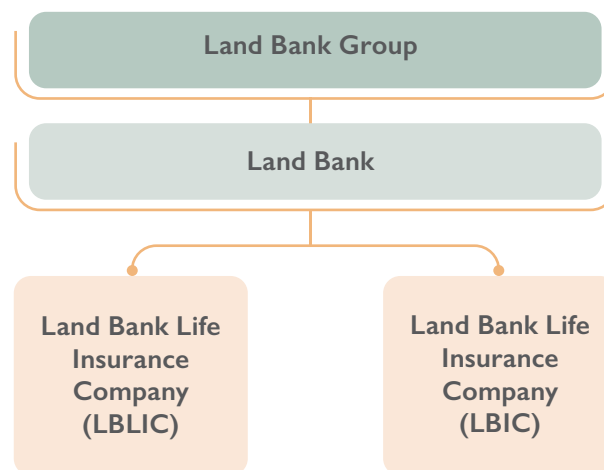 Land Bank Group
Land Bank
Land Bank Life
Insurance
Company
(LBLIC)
Land Bank Life
Insurance
Company
(LBIC)